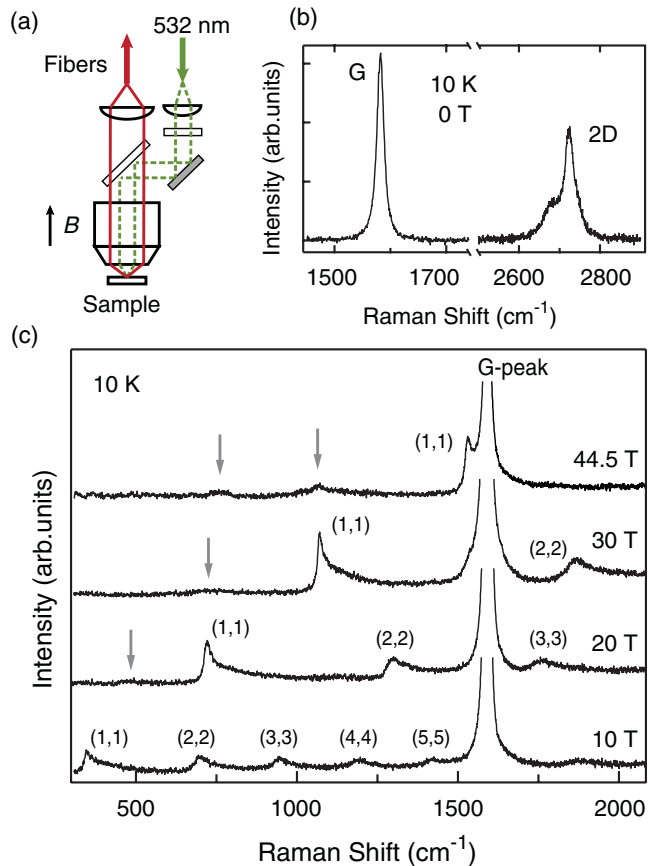 (a)
532 nm
Fibers
B
Sample
(b)
G
10 K
0 T
2D
Intensity (arb.units)
1500 1700 2600 2800
Raman Shift (cm-1)
(c)
10 K
G-peak
(1,1)
44.5 T
(1,1)
(2,2)
30 T
(1,1)
(2,2)
(3,3)
20 T
(1,1) (2,2) (3,3) (4,4) (5,5)
10 T
Intensity (arb.units)
500 1000 1500 2000
Raman Shift (cm-1)